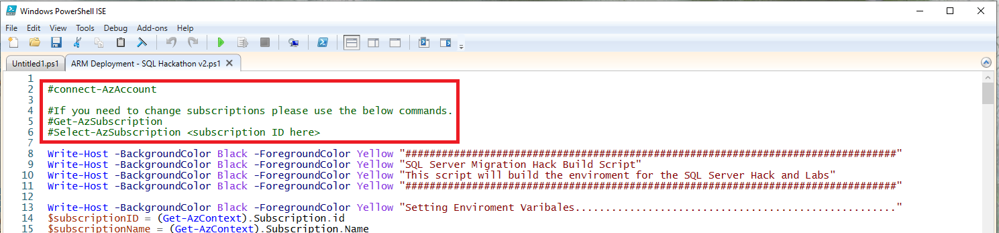 Windows PowerShell ISE
File Edit View Tools Debug Add-ons Help
Untitled1.ps1 ARM Deployment - SQL Hackathon v2.ps1
1
2 #connect-AzAccount
3
4 #If you need to change subscriptions please use the below commands.
5 #Get-AzSubscription
6 #Select-AzSubscription <subscription ID here>
7
8 Write-Host -BackgroundColor Black -ForegroundColor Yellow "#################################################################################"
9 Write-Host -BackgroundColor Black -ForegroundColor Yellow "SQL Server Migration Hack Build Script"
10 Write-Host -BackgroundColor Black -ForegroundColor Yellow "This script will build the enviroment for the SQL Server Hack and Labs"
11 Write-Host -BackgroundColor Black -ForegroundColor Yellow "#################################################################################"
12
13 Write-Host -BackgroundColor Black -ForegroundColor Yellow "Setting Enviroment Varibales....................................................."
14 $subscriptionID = (Get-AzContext).Subscription.id
15 $subscriptionName = (Get-AzContext).Subscription.Name